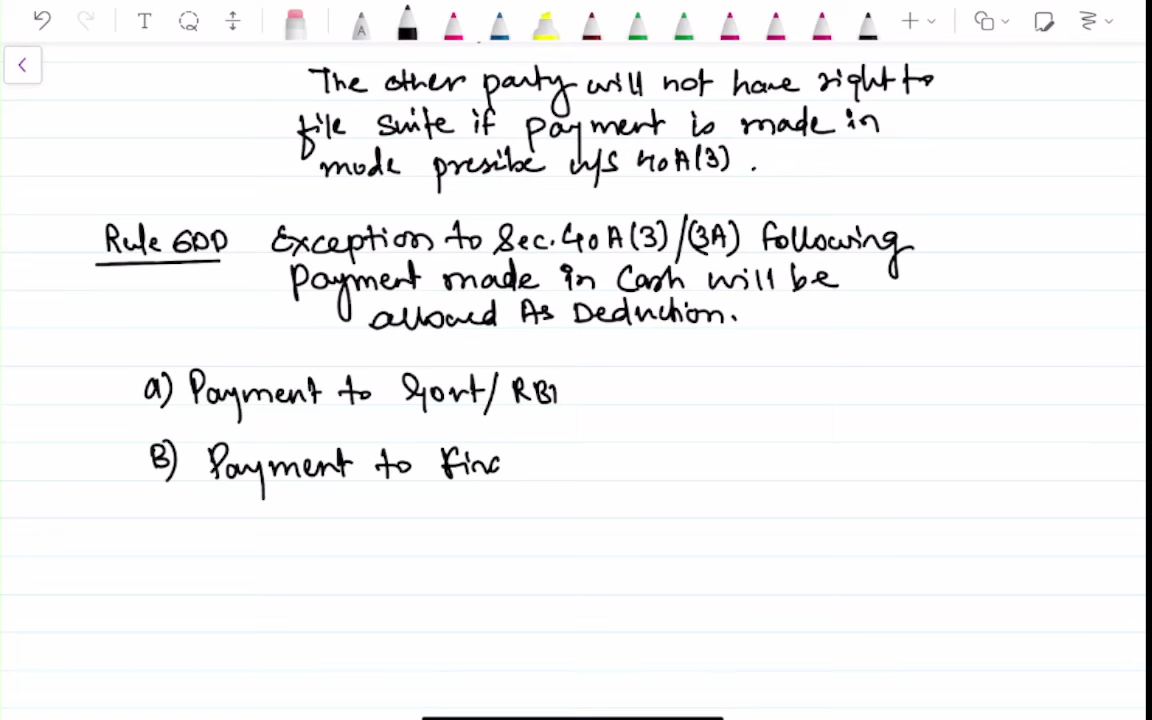 The other party will not have right to
file suite if payment is made in
mode presibe u/s 40A(3).
Rule 6DD Exception to Sec. 40A(3)/(3A) following
Payment made in Cash will be
allowed As Deduction.
a) Payment to Govt/RBI
B) Payment to Finc